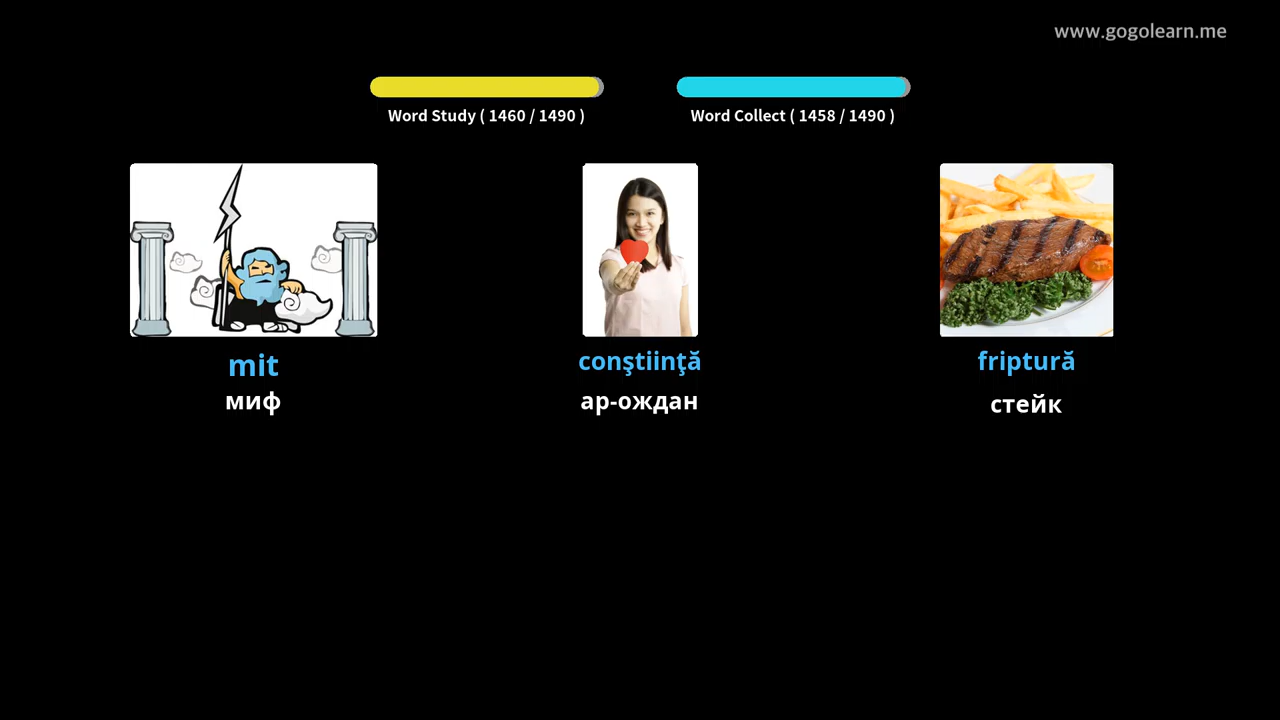 www.gogolearn.me
Word Study ( 1460 / 1490 )
Word Collect ( 1458 / 1490 )
mit
миф
conştiinţă
ар-ождан
friptură
стейк